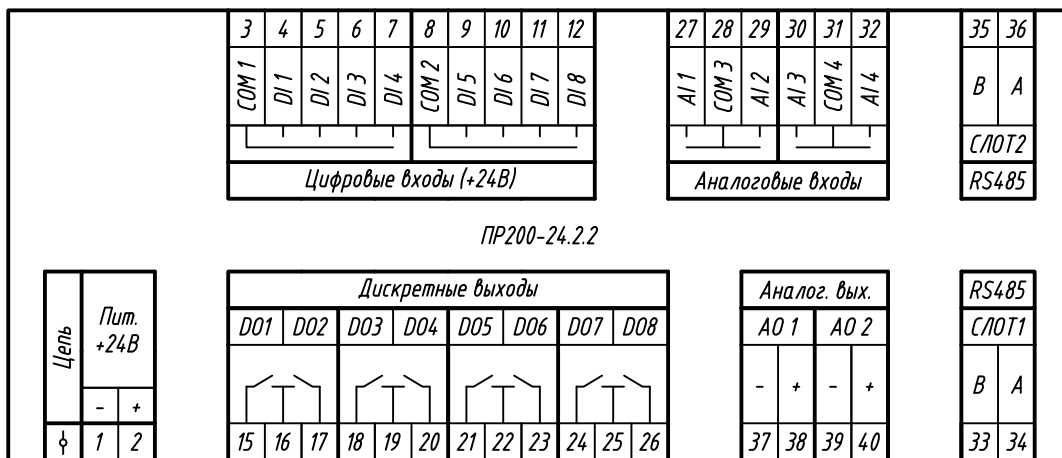 3 4 5 6 7 8 9 10 11 12 27 28 29 30 31 32 35 36
COM 1 DI 1 DI 2 DI 3 DI 4 COM 2 DI 5 DI 6 DI 7 DI 8 AI 1 COM 3 AI 2 AI 3 COM 4 AI 4 B A
СЛОТ2
Цифровые входы (+24В) Аналоговые входы RS485
ПР200-24.2.2
Дискретные выходы Аналог. вых. RS485
Цепь Пит. +24В DO1 DO2 DO3 DO4 DO5 DO6 DO7 DO8 AO 1 AO 2 СЛОТ1
- + - + B A
- +
1 2 15 16 17 18 19 20 21 22 23 24 25 26 37 38 39 40 33 34